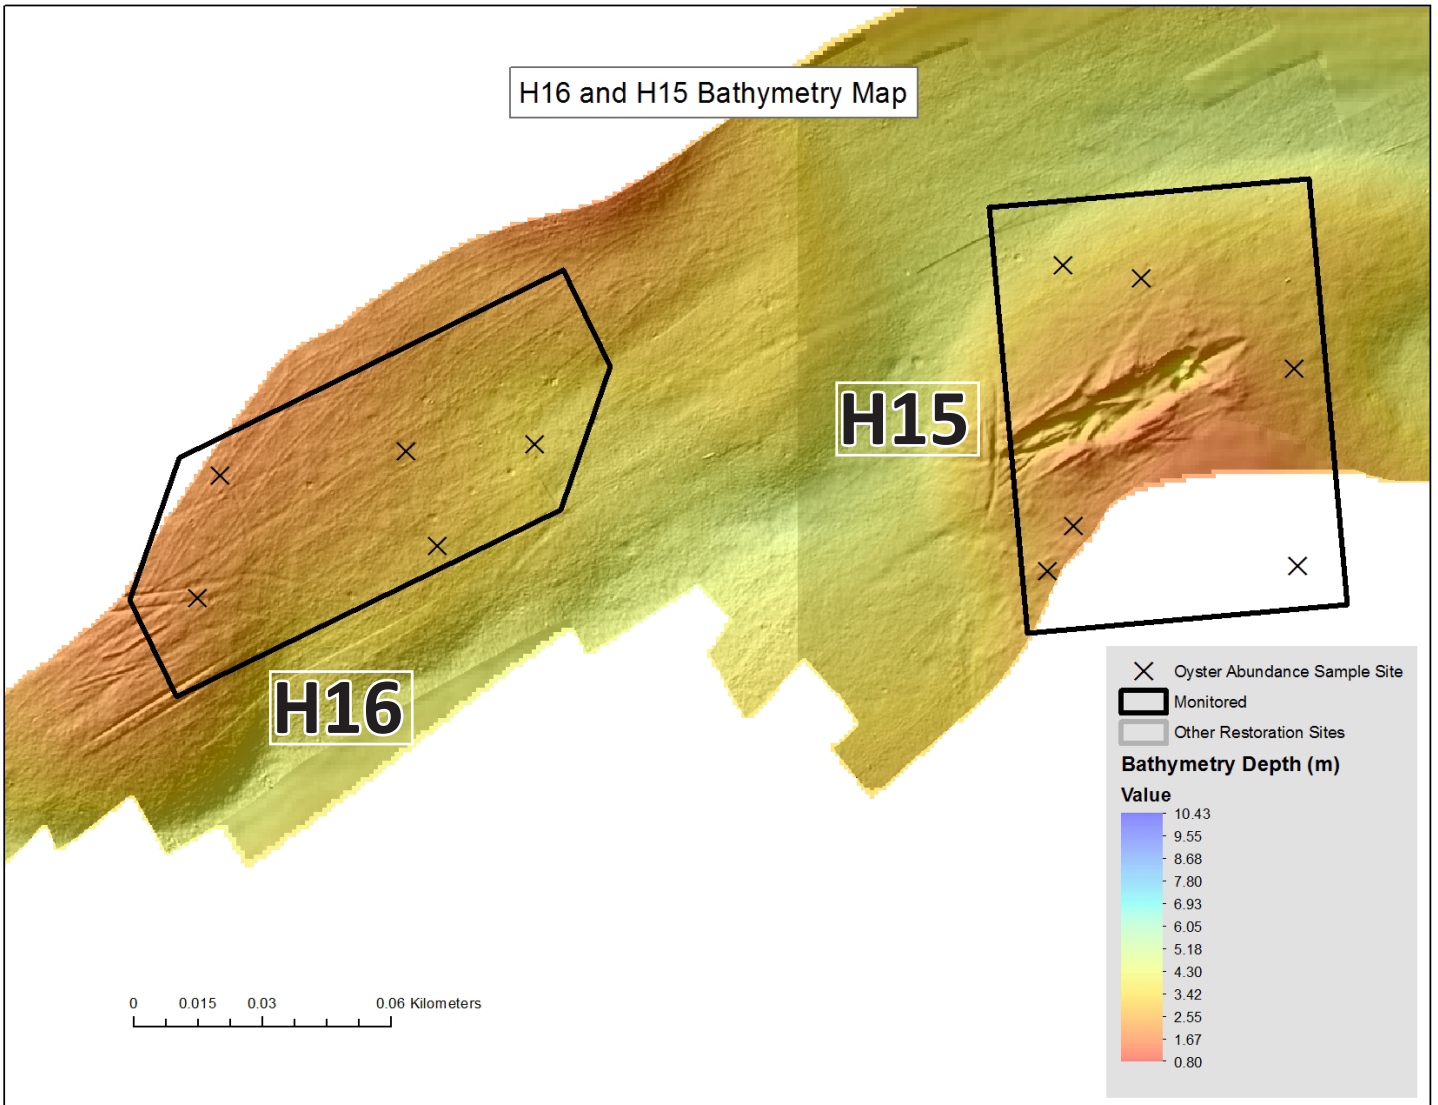 H16 and H15 Bathymetry Map
H15
H16
Oyster Abundance Sample Site
Monitored
Other Restoration Sites
Bathymetry Depth (m)
Value
10.43
9.55
8.68
7.80
6.93
6.05
5.18
4.30
3.42
2.55
1.67
0.80
0 0.015 0.03 0.06 Kilometers